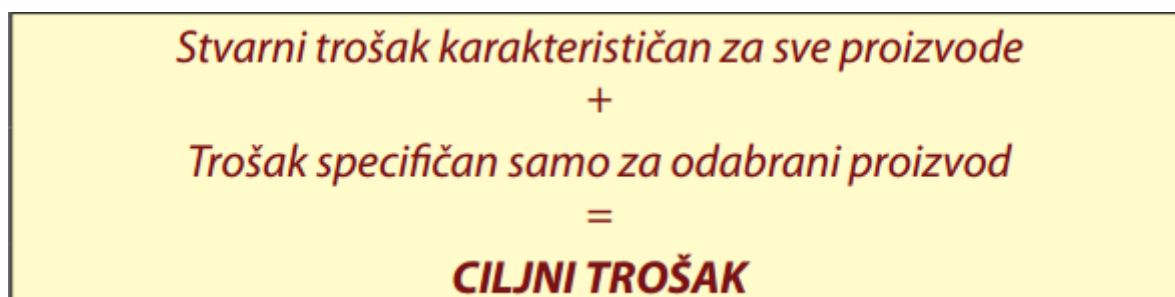 Stvarni trošak karakterističan za sve proizvode
+
Trošak specifičan samo za odabrani proizvod
=
CILJNI TROŠAK